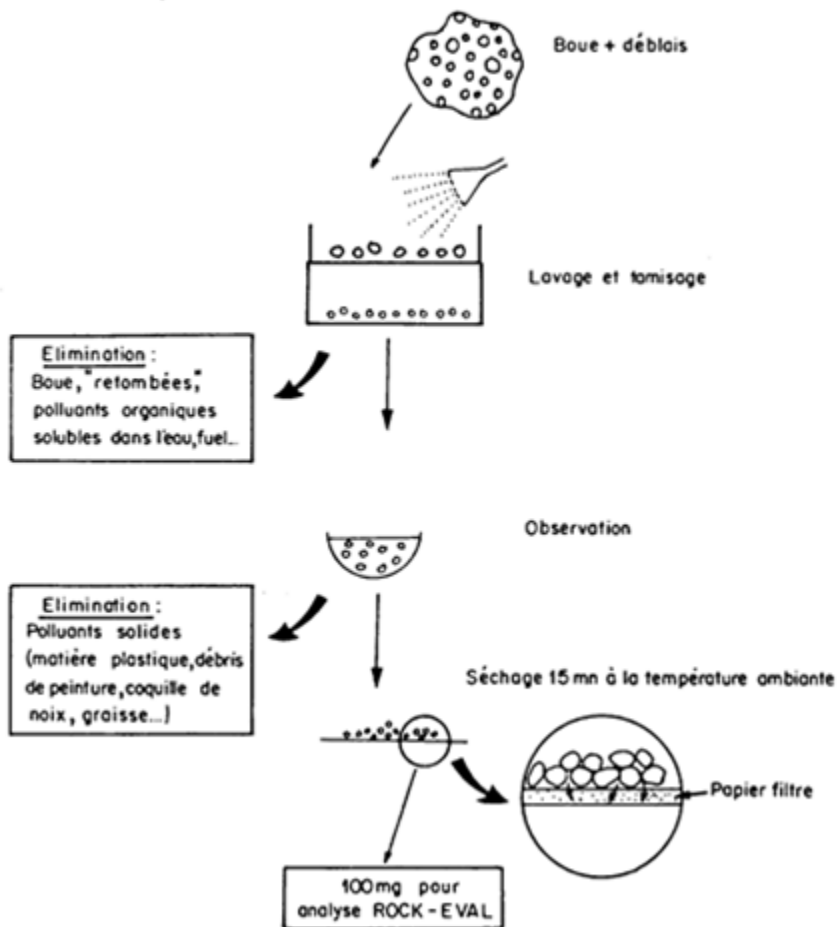 Boue + déblais
Lavage et tamisage
Elimination :
Boue, "retombées,"
polluants organiques
solubles dans l'eau, fuel...
Observation
Elimination :
Polluants solides
(matière plastique, débris
de peinture, coquille de
noix, graisse...)
Séchage 15 mn à la température ambiante
Papier filtre
100 mg pour
analyse ROCK-EVAL